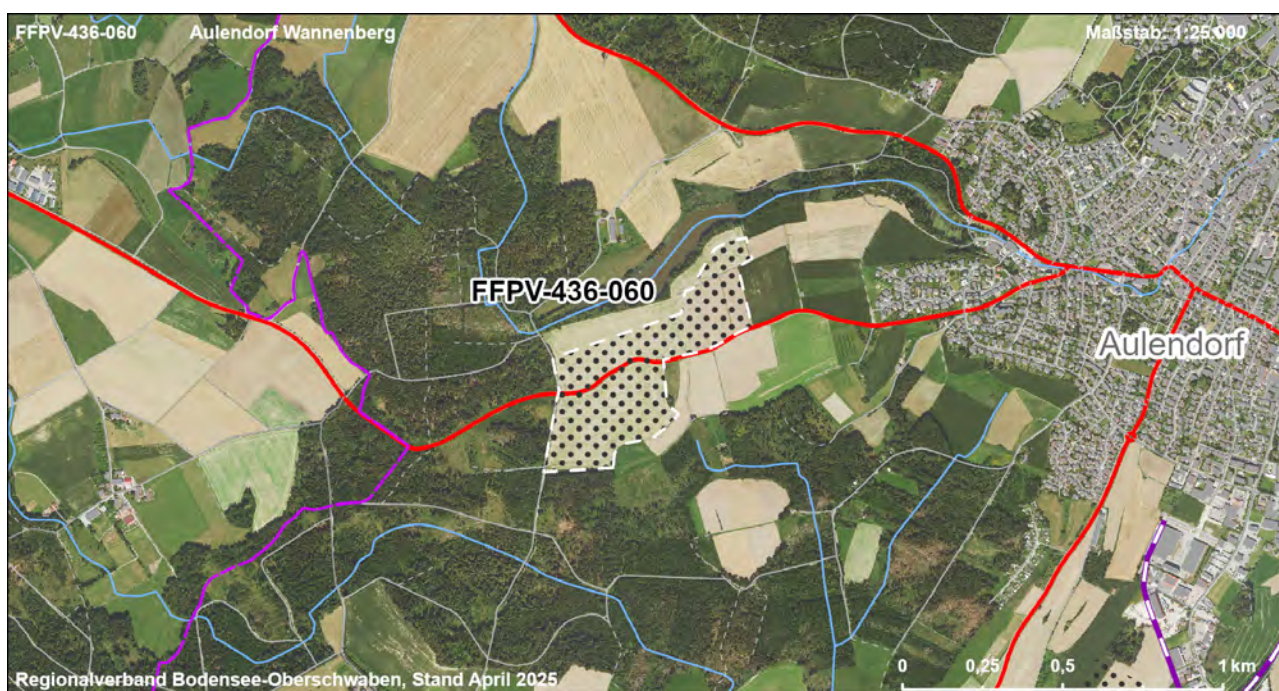 FFPV-436-060 Aulendorf Wannenberg Maßstab: 1:25.000
FFPV-436-060
Aulendorf
0 0,25 0,5 1 km
Regionalverband Bodensee-Oberschwaben, Stand April 2025